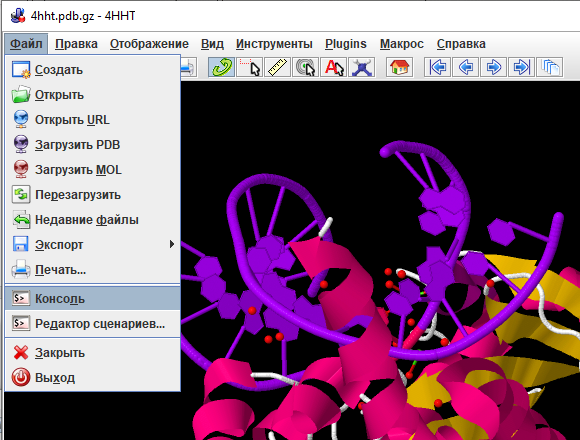 4hht.pdb.gz - 4HHT
Файл Правка Отображение Вид Инструменты Plugins Макрос Справка
Создать
Открыть
Открыть URL
Загрузить PDB
Загрузить MOL
Перезагрузить
Недавние файлы
Экспорт
Печать...
Консоль
Редактор сценариев...
Закрыть
Выход